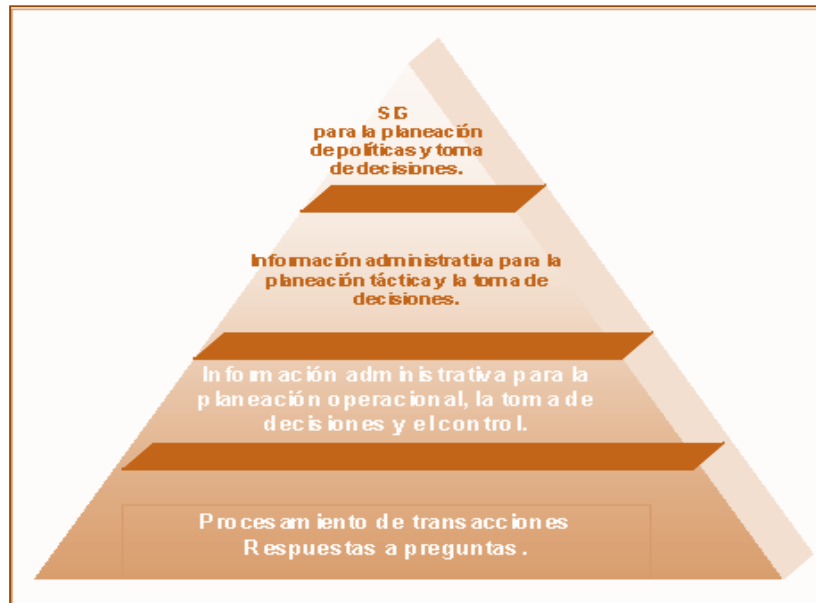 SIG
para la planeación
de políticas y toma
de decisiones.
Información administrativa para la
planeación táctica y la toma de
decisiones.
Información administrativa para la
planeación operacional, la toma de
decisiones y el control.
Procesamiento de transacciones
Respuestas a preguntas.